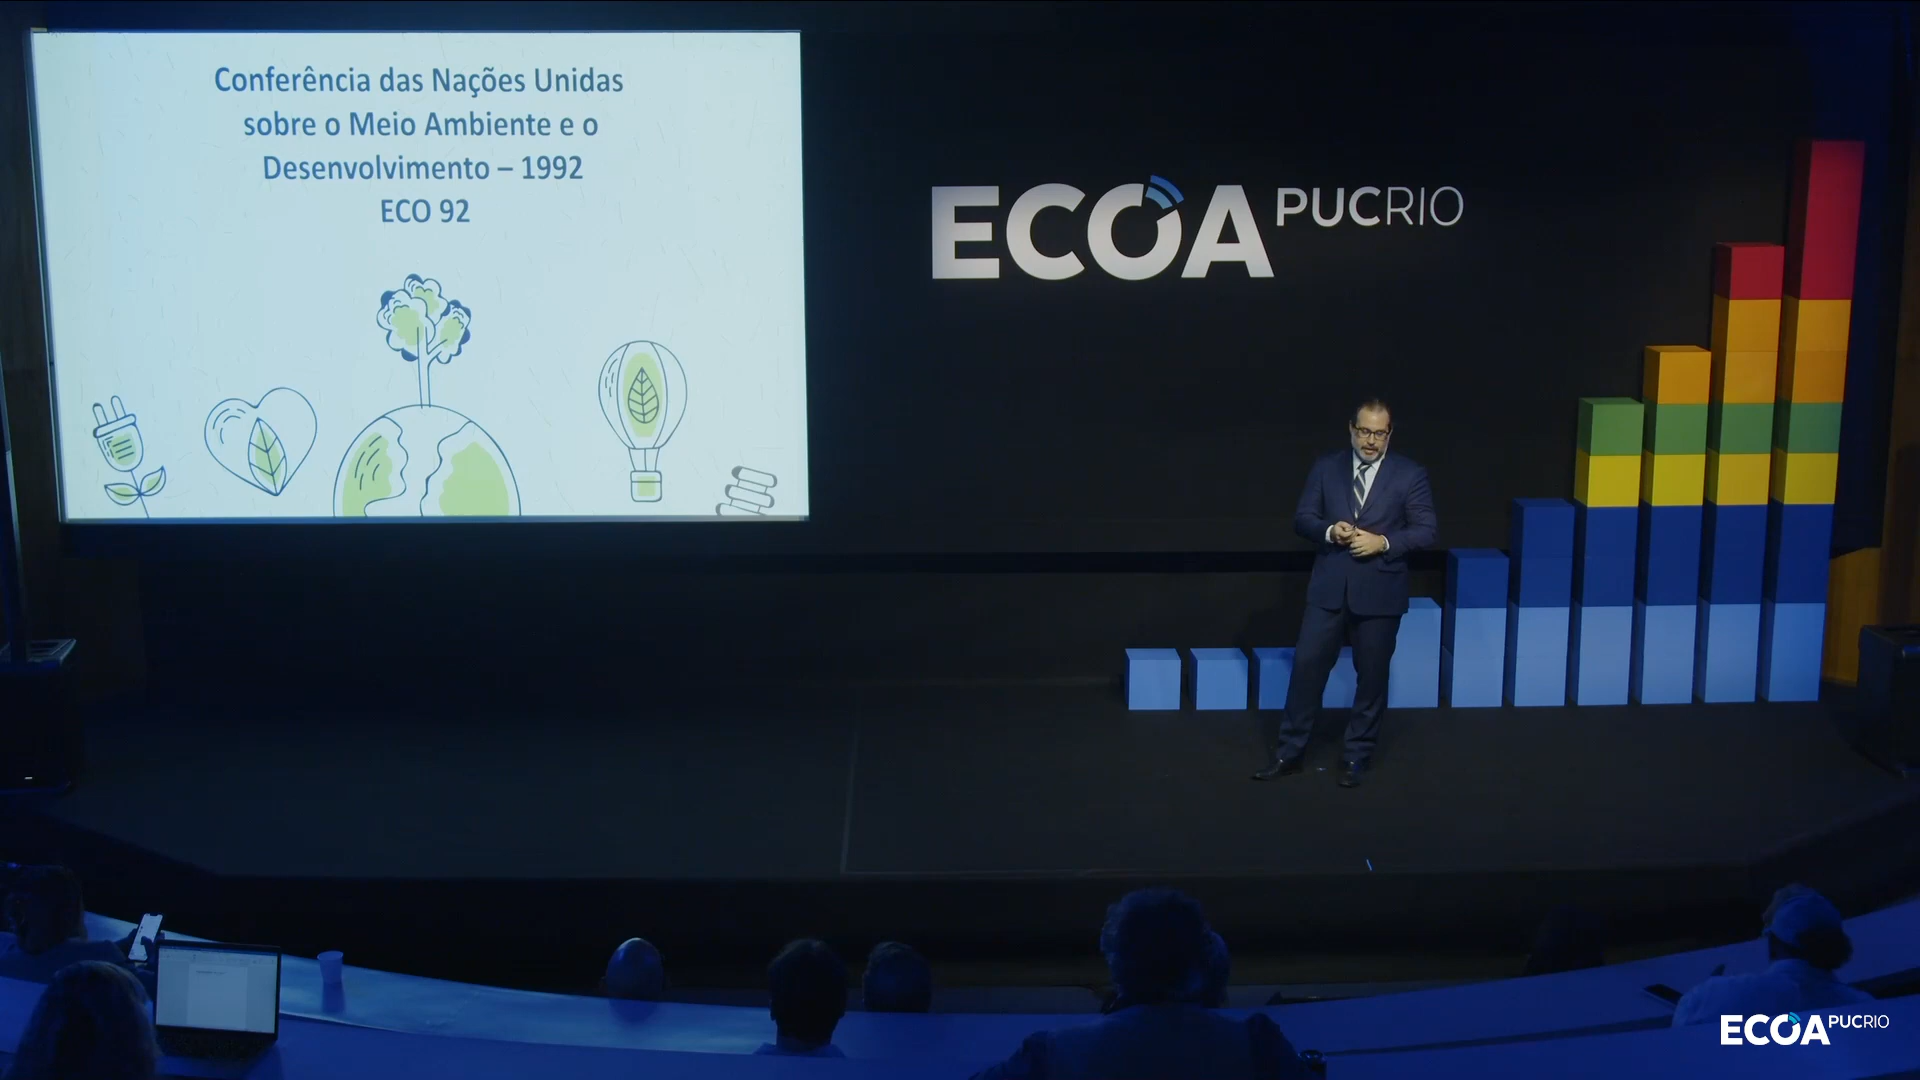 Conferência das Nações Unidas
sobre o Meio Ambiente e o
Desenvolvimento – 1992
ECO 92
ECOA PUCRIO
ECOA PUCRIO